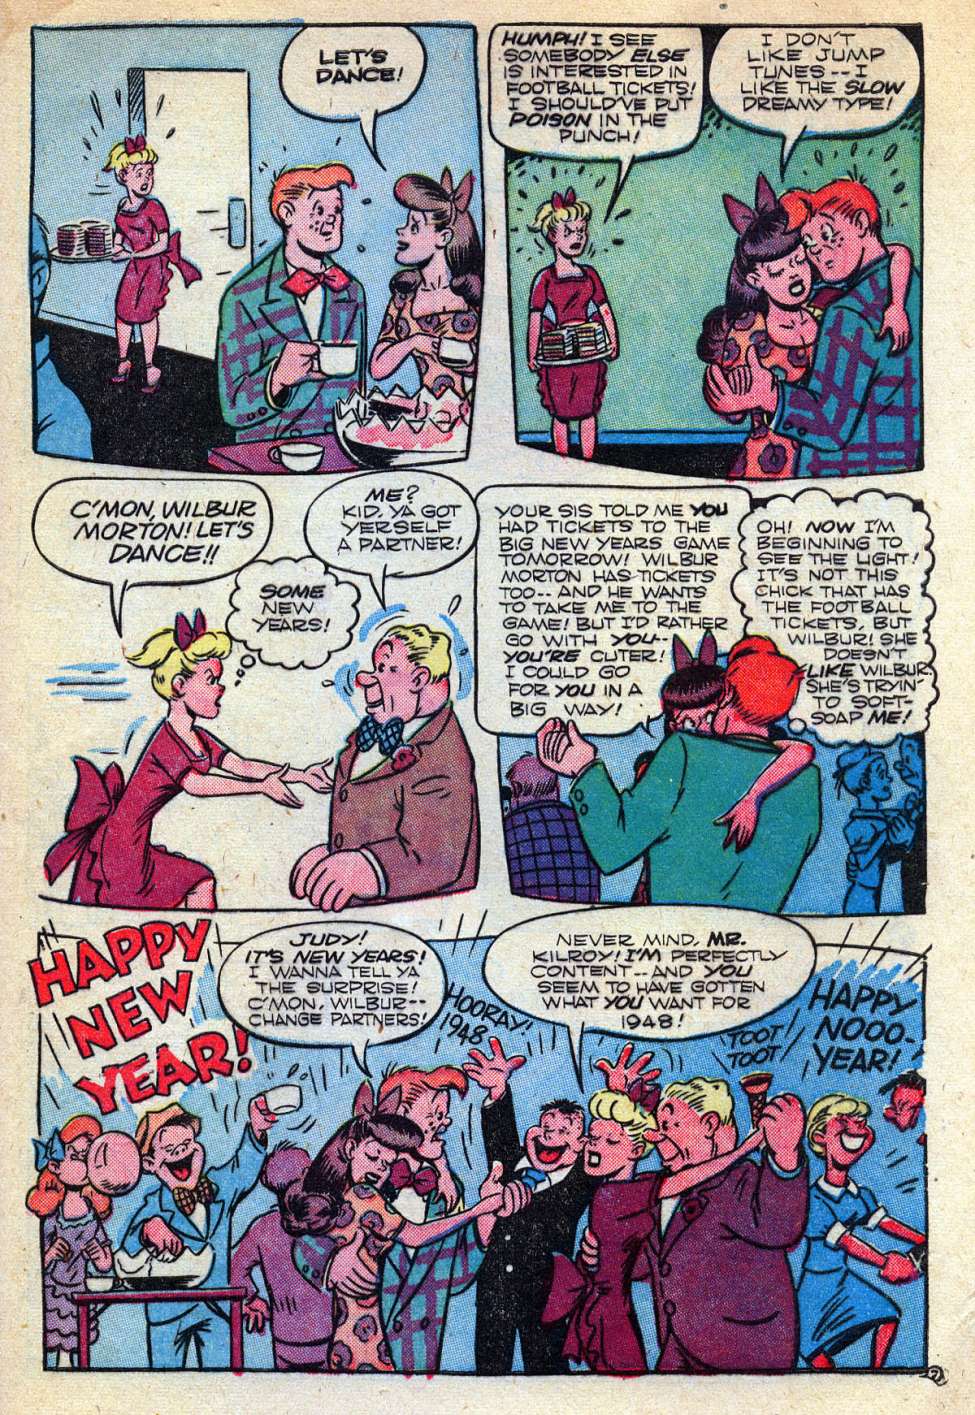 LET'S
DANCE!
HUMPH! I SEE
SOMEBODY ELSE
IS INTERESTED IN
FOOTBALL TICKETS!
I SHOULD'VE PUT
POISON IN THE
PUNCH!
I DON'T
LIKE JUMP
TUNES -- I
LIKE THE SLOW
DREAMY TYPE!
C'MON, WILBUR
MORTON! LET'S
DANCE!!
SOME
NEW
YEARS!
ME?
KID, YA GOT
YERSELF
A PARTNER!
YOUR SIS TOLD ME YOU
HAD TICKETS TO THE
BIG NEW YEARS GAME
TOMORROW! WILBUR
MORTON HAS TICKETS
TOO -- AND HE WANTS
TO TAKE ME TO THE
GAME! BUT I'D RATHER
GO WITH YOU--
YOU'RE CUTER!
I COULD GO
FOR YOU IN A
BIG WAY!
OH! NOW I'M
BEGINNING TO
SEE THE LIGHT!
IT'S NOT THIS
CHICK THAT HAS
THE FOOTBALL
TICKETS, BUT
WILBUR! SHE
DOESN'T
LIKE WILBUR.
SHE'S TRYIN'
TO SOFT-
SOAP ME!
HAPPY
NEW
YEAR!
JUDY!
IT'S NEW YEARS!
I WANNA TELL YA
THE SURPRISE!
C'MON, WILBUR--
CHANGE PARTNERS!
HOORAY!
1948
NEVER MIND, MR.
KILROY! I'M PERFECTLY
CONTENT -- AND YOU
SEEM TO HAVE GOTTEN
WHAT YOU WANT FOR
1948!
TOOT
TOOT
HAPPY
NOOO-
YEAR!
7